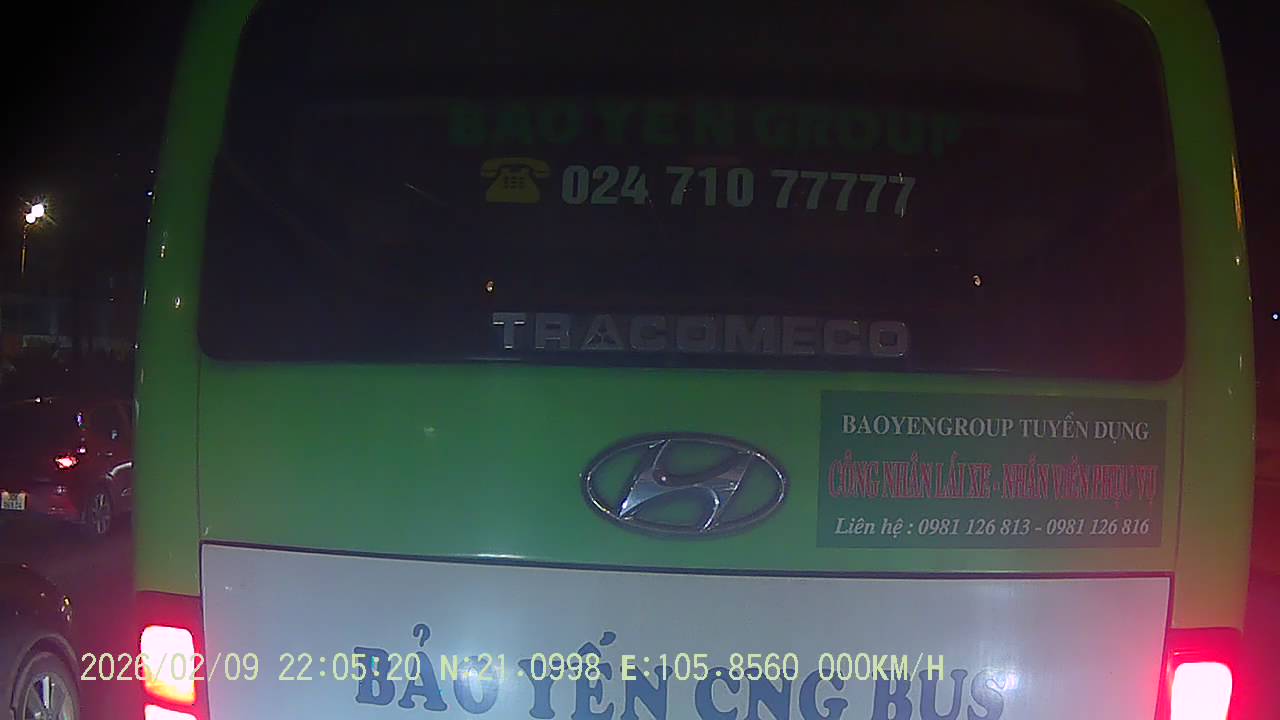 BAO YEN GROUP
024 710 77777
TRACOMECO
BAOYENGROUP TUYỂN DỤNG
CÔNG NHÂN LÁI XE - NHÂN VIÊN PHỤC VỤ
Liên hệ : 0981 126 813 - 0981 126 816
BẢO YẾN CNG BUS
2026/02/09 22:05:20 N:21.0998 E:105.8560 000KM/H